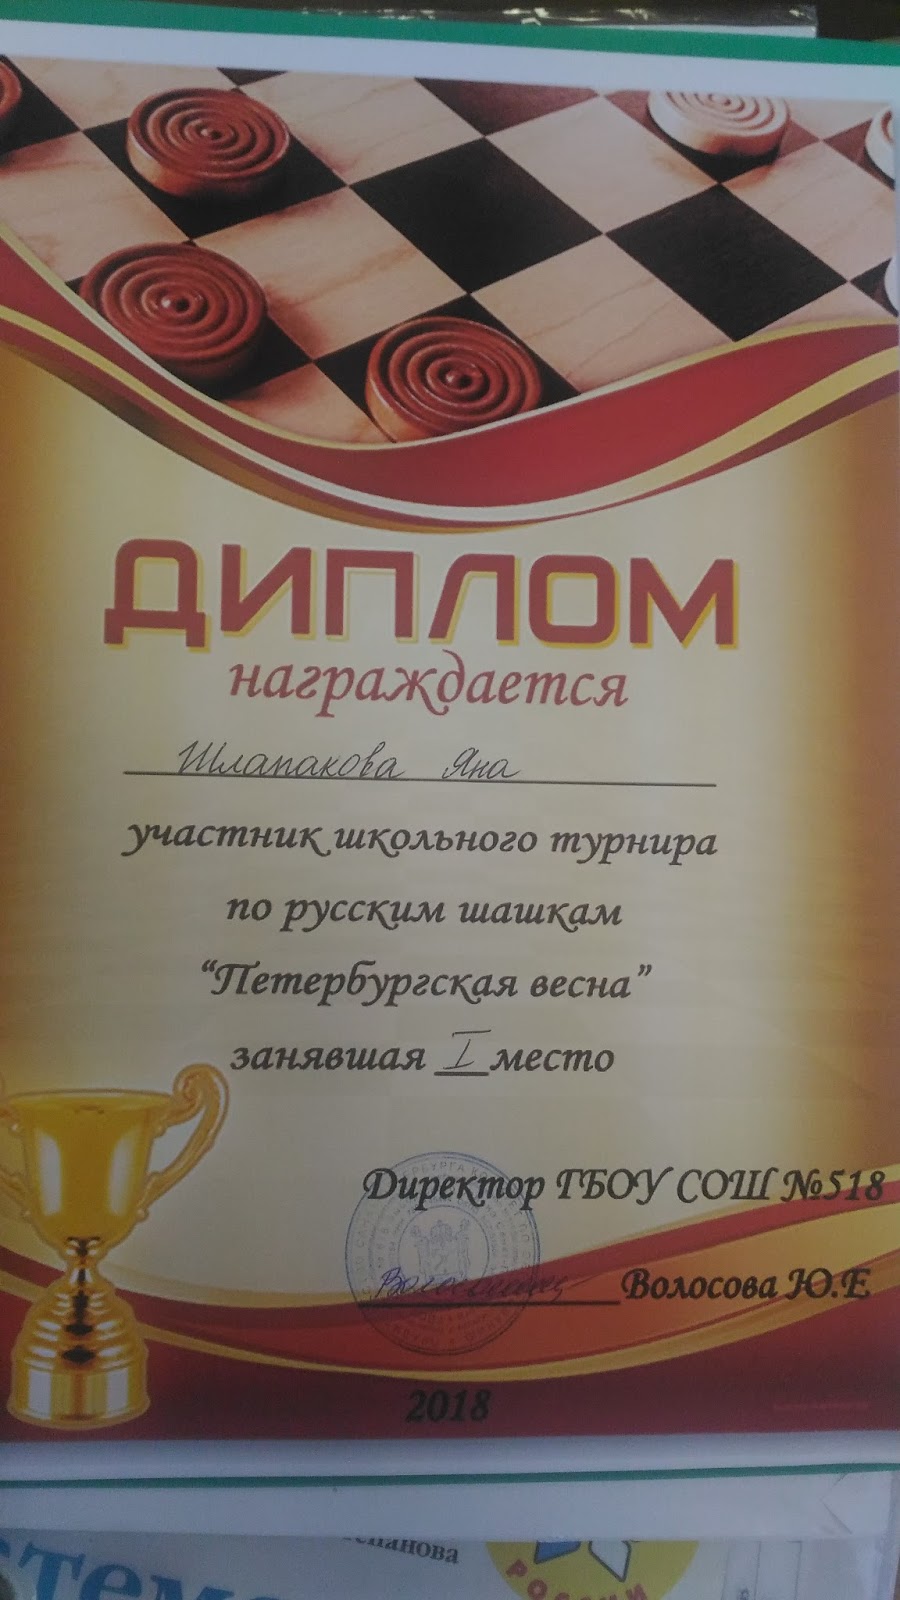 ДИПЛОМ
награждается
Шлапакова Яна
участник школьного турнира
по русским шашкам
“Петербургская весна”
занявшая I место
Директор ГБОУ СОШ №518
Волосова Ю.Е
2018
РОССИИ